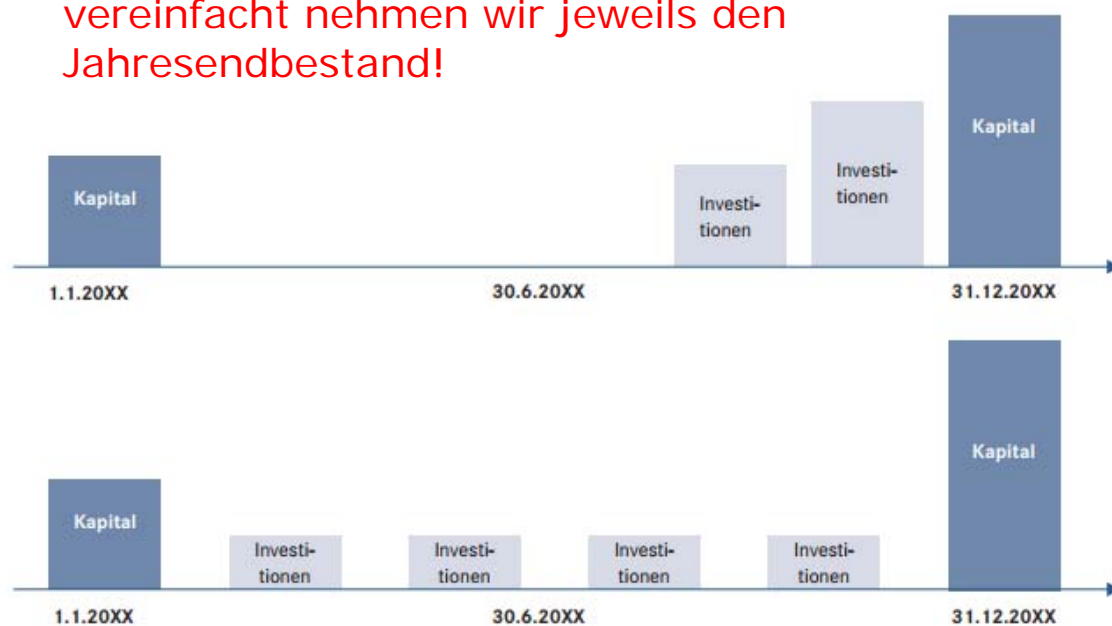 vereinfacht nehmen wir jeweils den
Jahresendbestand!
Kapital
Investi-
tionen
Investi-
tionen
Kapital
1.1.20XX
30.6.20XX
31.12.20XX
Kapital
Investi-
tionen
Investi-
tionen
Investi-
tionen
Investi-
tionen
Kapital
1.1.20XX
30.6.20XX
31.12.20XX